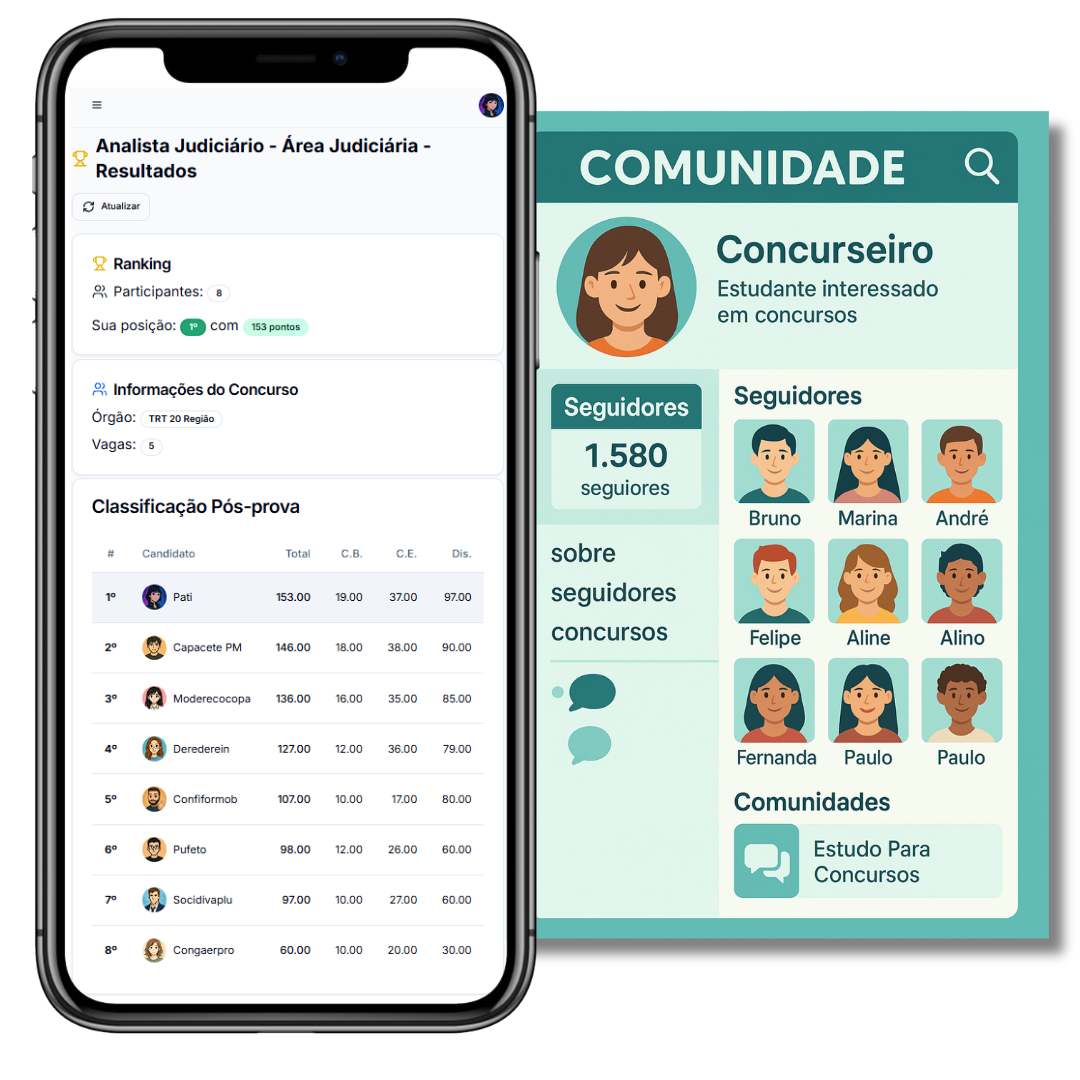 Analista Judiciário - Área Judiciária -
Resultados
Atualizar
Ranking
Participantes: 8
Sua posição: 1º com 153 pontos
Informações do Concurso
Órgão: TRT 20 Região
Vagas: 5
Classificação Pós-prova
# Candidato Total C.B. C.E. Dis.
1º Pati 153.00 19.00 37.00 97.00
2º Capacete PM 146.00 18.00 38.00 90.00
3º Moderecocopa 136.00 16.00 35.00 85.00
4º Derederein 127.00 12.00 36.00 79.00
5º Confiformob 107.00 10.00 17.00 80.00
6º Pufeto 98.00 12.00 26.00 60.00
7º Socidivaplu 97.00 10.00 27.00 60.00
8º Congaerpro 60.00 10.00 20.00 30.00
COMUNIDADE
Concurseiro
Estudante interessado
em concursos
Seguidores
1.580
seguiores
sobre
seguidores
concursos
Seguidores
Bruno Marina André
Felipe Aline Alino
Fernanda Paulo Paulo
Comunidades
Estudo Para
Concursos